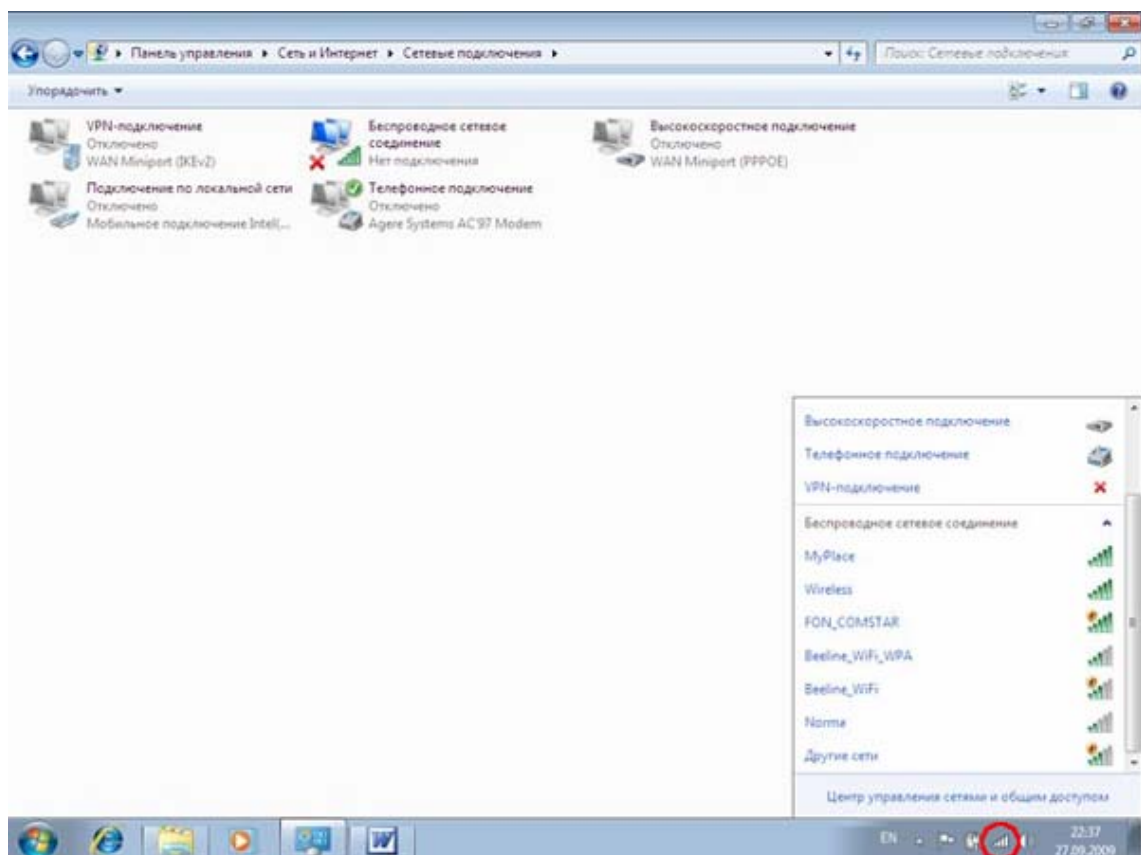 Панель управления ▸ Сеть и Интернет ▸ Сетевые подключения ▸
Поиск: Сетевые подключения
Упорядочить
VPN-подключение
Отключено
WAN Miniport (IKEv2)
Беспроводное сетевое
соединение
Нет подключения
Высокоскоростное подключение
Отключено
WAN Miniport (PPPOE)
Подключение по локальной сети
Отключено
Мобильное подключение Intel(...
Телефонное подключение
Отключено
Agere Systems AC'97 Modem
Высокоскоростное подключение
Телефонное подключение
VPN-подключение
Беспроводное сетевое соединение
MyPlace
Wireless
FON_COMSTAR
Beeline_WiFi_WPA
Beeline_WiFi
Norma
Другие сети
Центр управления сетями и общим доступом
EN
22:37
27.09.2009